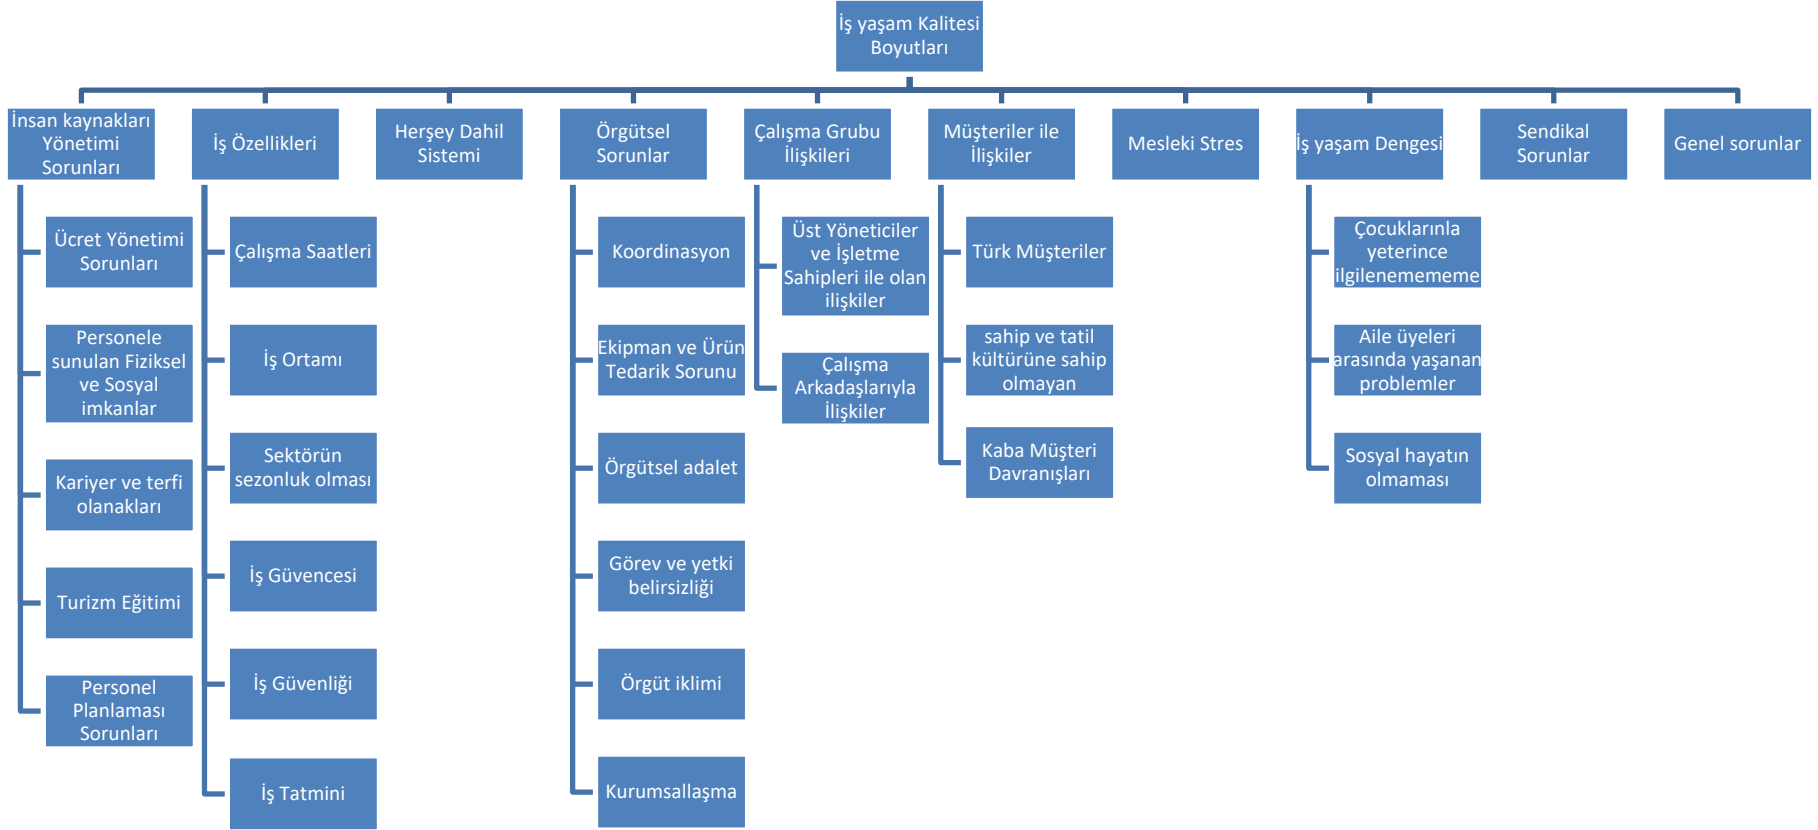 İş yaşam Kalitesi
Boyutları
İnsan kaynakları
Yönetimi
Sorunları
İş Özellikleri
Herşey Dahil
Sistemi
Örgütsel
Sorunlar
Çalışma Grubu
İlişkileri
Müşteriler ile
İlişkiler
Mesleki Stres
İş yaşam Dengesi
Sendikal
Sorunlar
Genel sorunlar
Ücret Yönetimi
Sorunları
Personele
sunulan Fiziksel
ve Sosyal
imkanlar
Kariyer ve terfi
olanakları
Turizm Eğitimi
Personel
Planlaması
Sorunları
Çalışma Saatleri
İş Ortamı
Sektörün
sezonluk olması
İş Güvencesi
İş Güvenliği
İş Tatmini
Koordinasyon
Ekipman ve Ürün
Tedarik Sorunu
Örgütsel adalet
Görev ve yetki
belirsizliği
Örgüt iklimi
Kurumsallaşma
Üst Yöneticiler
ve İşletme
Sahipleri ile olan
ilişkiler
Çalışma
Arkadaşlarıyla
İlişkiler
Türk Müşteriler
sahip ve tatil
kültürüne sahip
olmayan
Kaba Müşteri
Davranışları
Çocuklarınla
yeterince
ilgilenemememe
Aile üyeleri
arasında yaşanan
problemler
Sosyal hayatın
olmaması